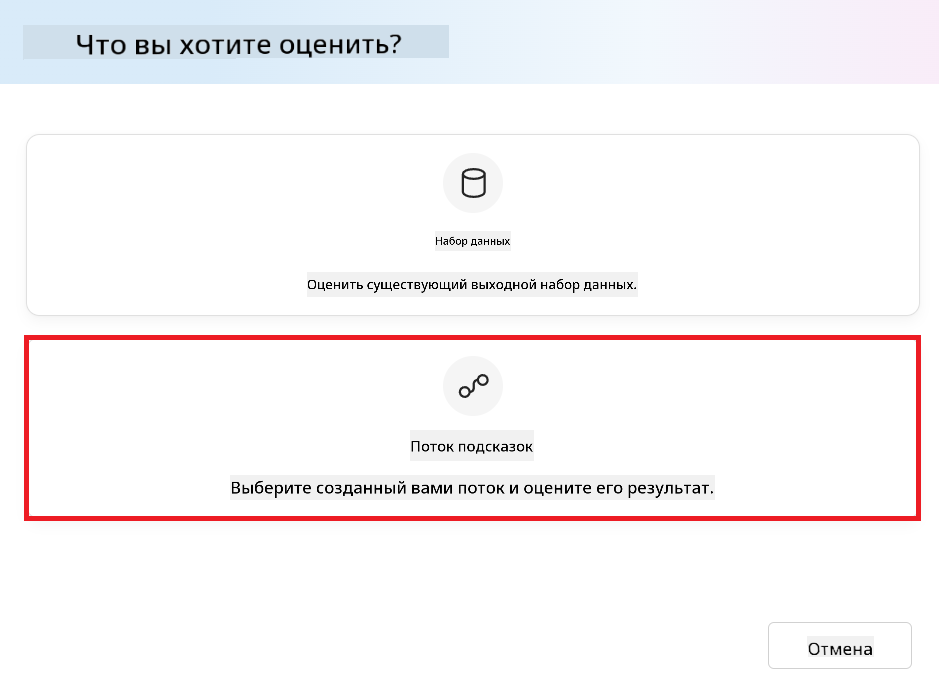 Что вы хотите оценить?
Набор данных
Оценить существующий выходной набор данных.
Поток подсказок
Выберите созданный вами поток и оцените его результат.
Отмена